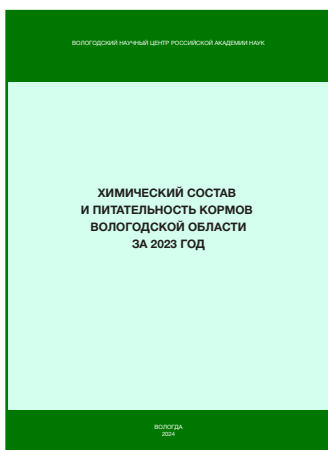 ВОЛОГОДСКИЙ НАУЧНЫЙ ЦЕНТР РОССИЙСКОЙ АКАДЕМИИ НАУК
ХИМИЧЕСКИЙ СОСТАВ
И ПИТАТЕЛЬНОСТЬ КОРМОВ
ВОЛОГОДСКОЙ ОБЛАСТИ
ЗА 2023 ГОД
ВОЛОГДА
2024